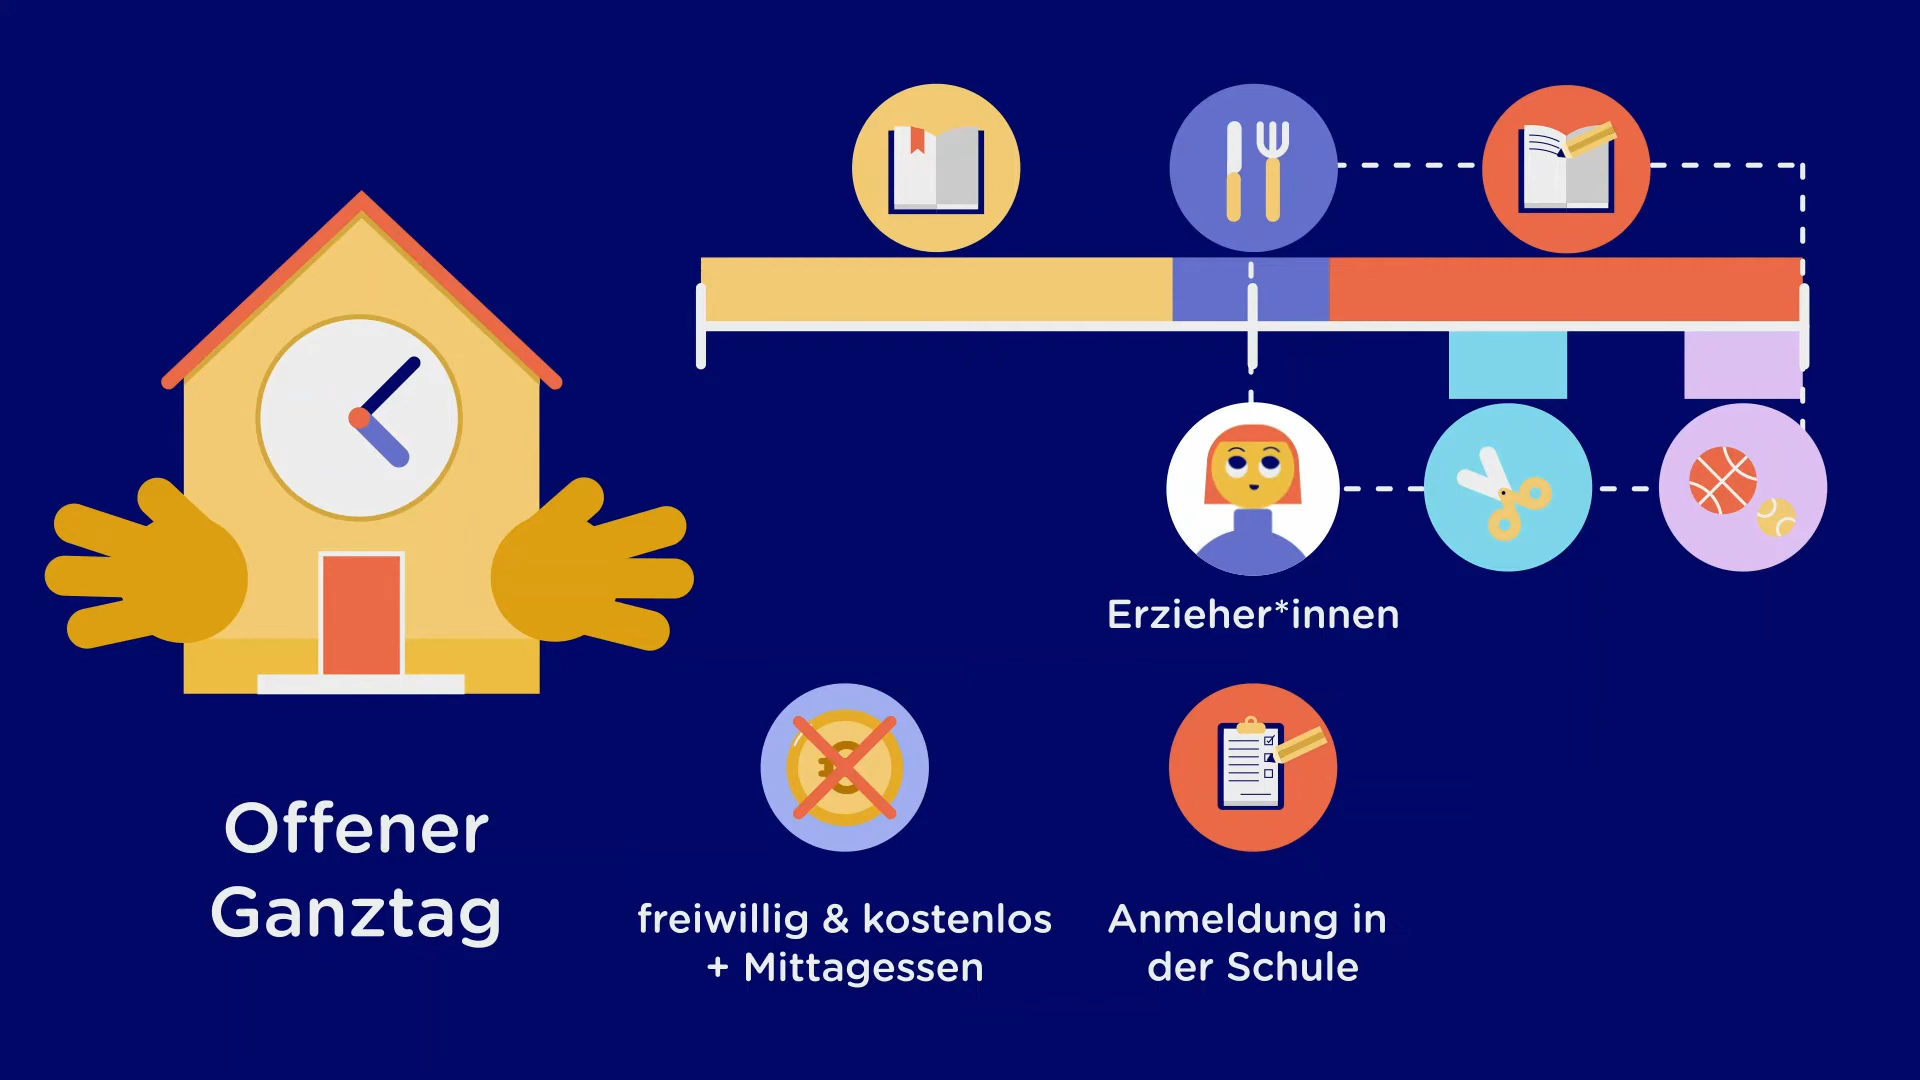 Erzieher*innen
Offener
Ganztag
freiwillig & kostenlos
+ Mittagessen
Anmeldung in
der Schule